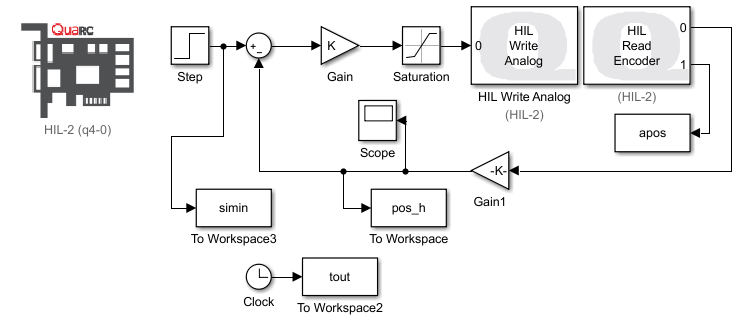 QuaRC
HIL-2 (q4-0)
Step
+
-
K
Gain
Saturation
0
HIL
Write
Analog
HIL Write Analog
(HIL-2)
HIL
Read
Encoder
0
1
(HIL-2)
apos
Scope
-K-
Gain1
simin
To Workspace3
pos_h
To Workspace
Clock
tout
To Workspace2